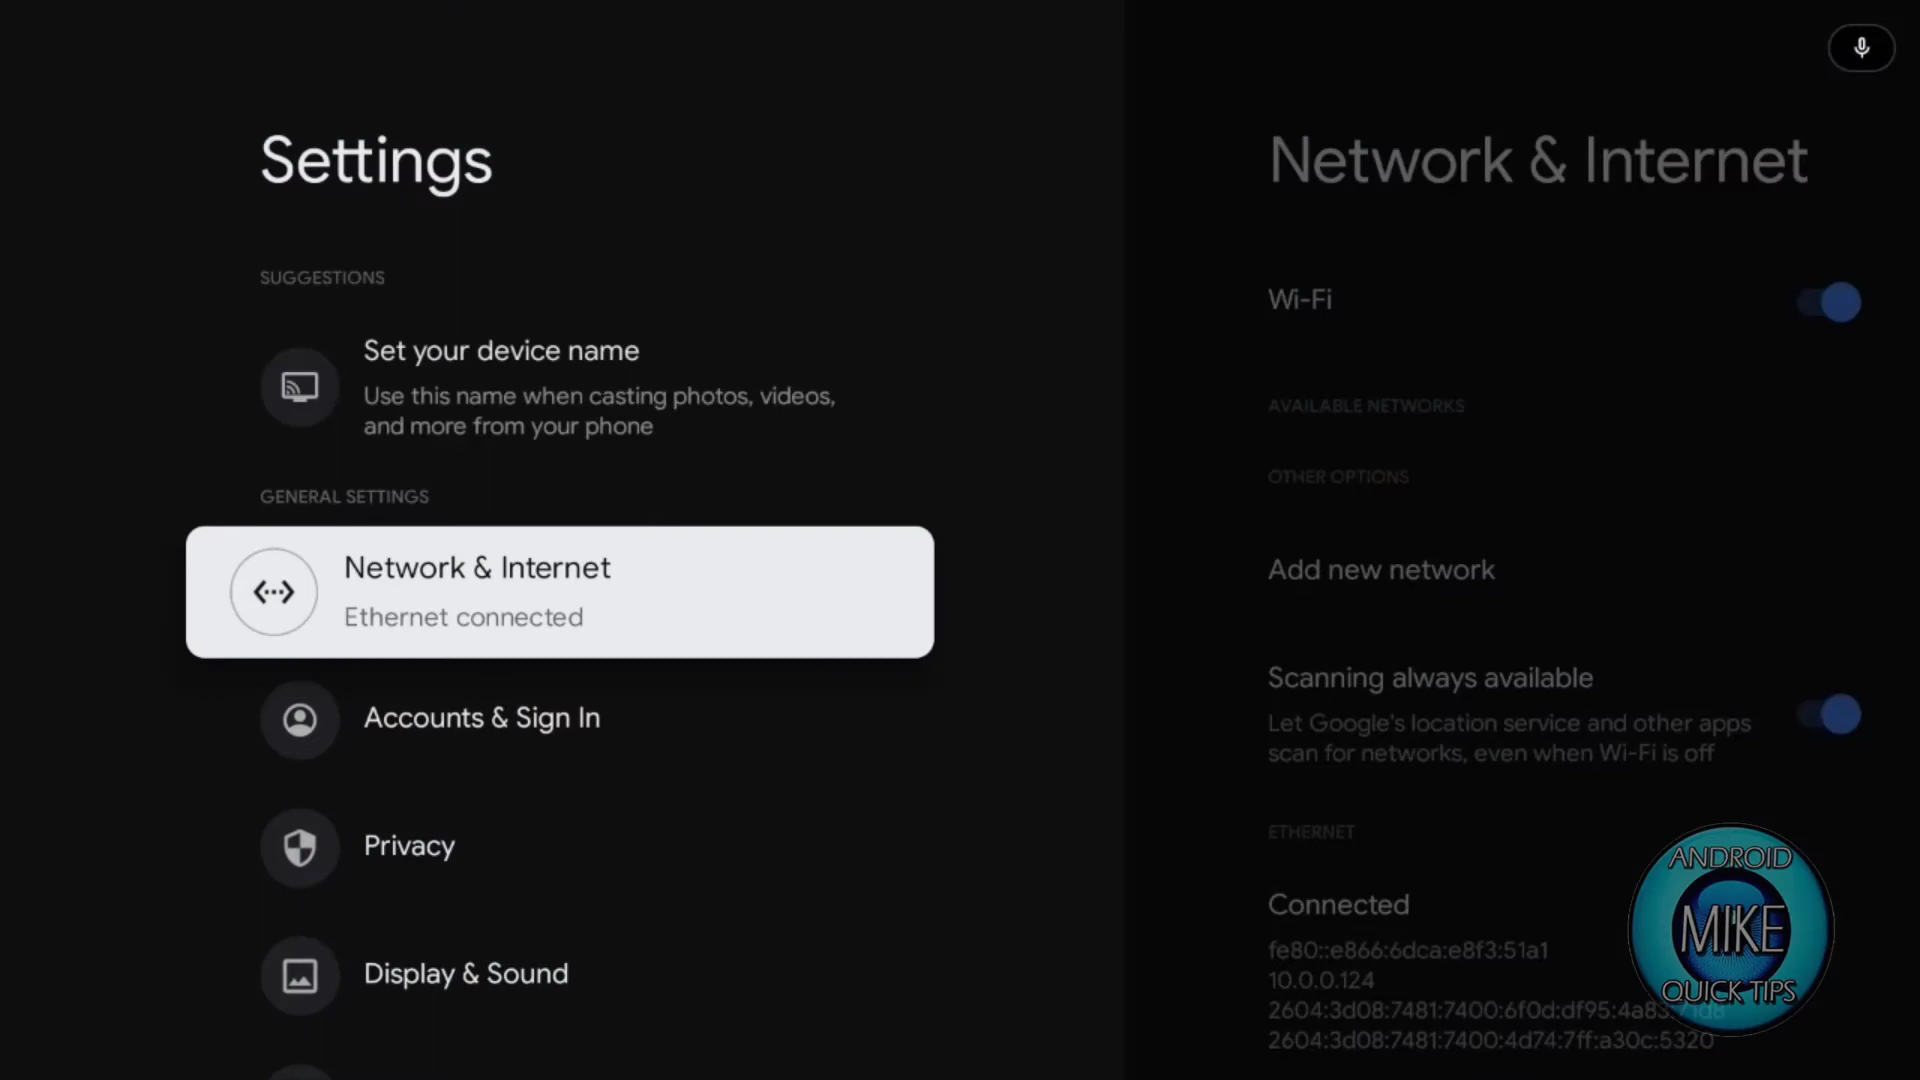 Settings
SUGGESTIONS
Set your device name
Use this name when casting photos, videos,
and more from your phone
GENERAL SETTINGS
Network & Internet
Ethernet connected
Accounts & Sign In
Privacy
Display & Sound
Network & Internet
Wi-Fi
AVAILABLE NETWORKS
OTHER OPTIONS
Add new network
Scanning always available
Let Google's location service and other apps
scan for networks, even when Wi-Fi is off
ETHERNET
Connected
fe80::e866:6dca:e8f3:51a1
10.0.0.124
2604:3d08:7481:7400:4d74:7ff:a30c:5320
ANDROID
MIKE
QUICK TIPS